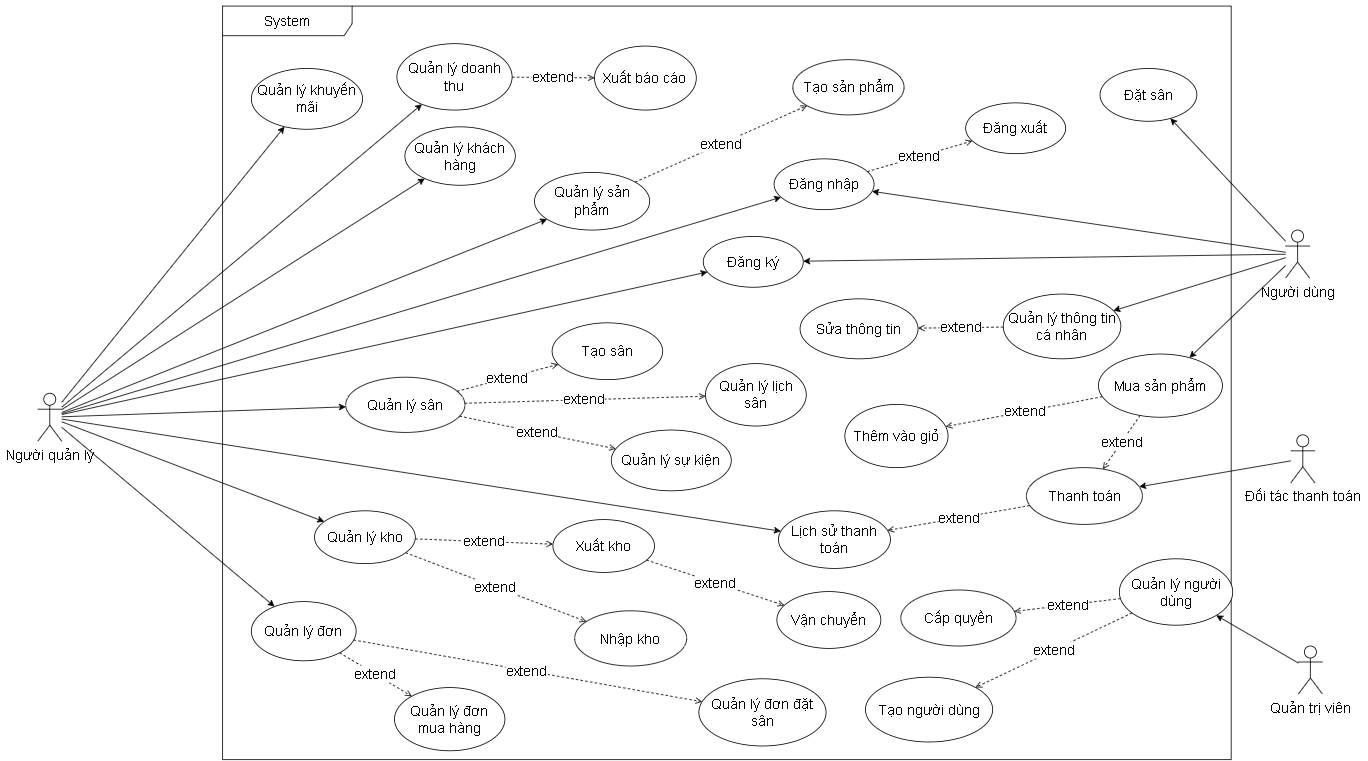 System
Quản lý doanh
thu
extend
Xuất báo cáo
Quản lý khuyến
mãi
Tạo sản phẩm
Đặt sân
Đăng xuất
extend
Quản lý khách
hàng
extend
Quản lý sản
phẩm
Đăng nhập
Đăng ký
Người dùng
Sửa thông tin
extend
Quản lý thông tin
cá nhân
Tạo sân
extend
Quản lý sân
extend
Quản lý lịch
sân
Mua sản phẩm
extend
Thêm vào giỏ
extend
extend
Quản lý sự kiện
Người quản lý
Thanh toán
Đối tác thanh toán
extend
Lịch sử thanh
toán
Quản lý kho
extend
Xuất kho
extend
extend
Vận chuyển
Quản lý người
dùng
extend
Cấp quyền
Quản lý đơn
Nhập kho
extend
extend
extend
Quản lý đơn
mua hàng
Quản lý đơn đặt
sân
Tạo người dùng
Quản trị viên